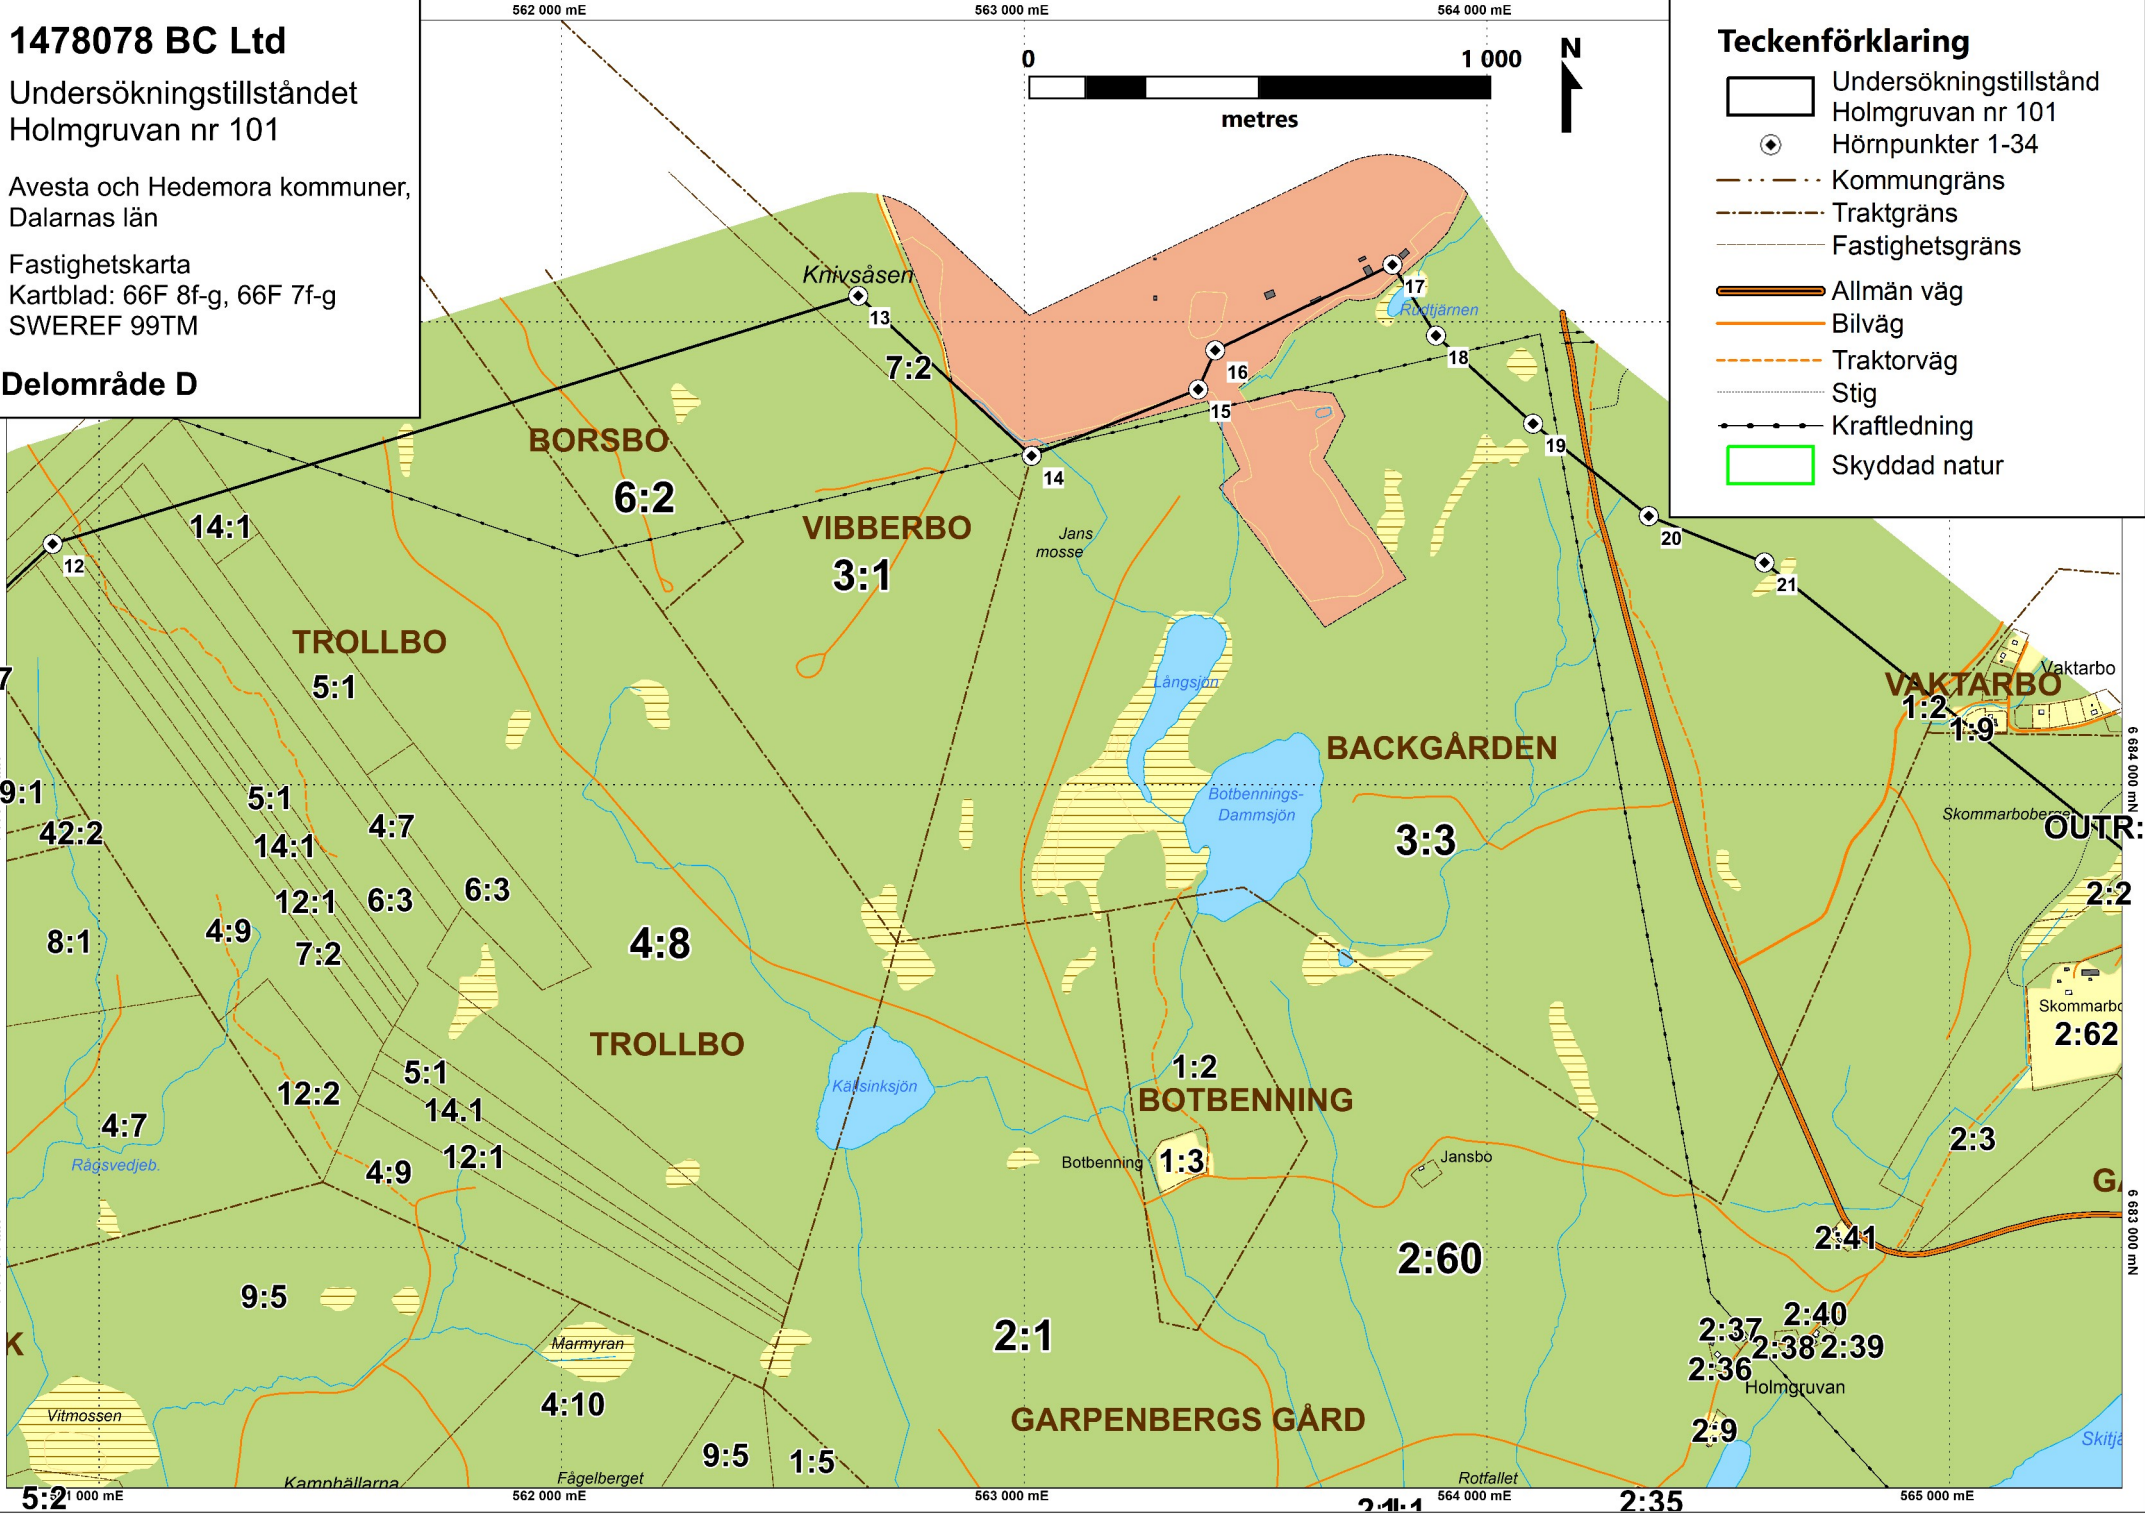 562 000 mE
563 000 mE
564 000 mE
1478078 BC Ltd
Undersökningstillståndet
Holmgruvan nr 101
Avesta och Hedemora kommuner,
Dalarnas län
Fastighetskarta
Kartblad: 66F 8f-g, 66F 7f-g
SWEREF 99TM
Delområde D
0
1 000
metres
N
Teckenförklaring
Undersökningstillstånd
Holmgruvan nr 101
Hörnpunkter 1-34
Kommungräns
Traktgräns
Fastighetsgräns
Allmän väg
Bilväg
Traktorväg
Stig
Kraftledning
Skyddad natur
Knivsåsen
13
17
Rudtjärnen
18
7:2
16
15
19
BORSBO
14
6:2
14:1
VIBBERBO
Jans
mosse
20
12
3:1
21
TROLLBO
7
5:1
Långsjön
Vaktarbo
VAKTARBO
1:2
1:9
BACKGÅRDEN
9:1
5:1
Botbennings-
Dammsjön
6 684 000 mN
42:2
4:7
14:1
3:3
Skommarboberget
OUTR:
6:3
12:1
6:3
2:2
8:1
4:9
7:2
4:8
Skommarbo
2:62
TROLLBO
5:1
1:2
Källsinksjön
12:2
14.1
BOTBENNING
4:7
2:3
Rågsvedjeb.
12:1
4:9
Botbenning
1:3
Jansbo
GA
6 683 000 mN
2:41
2:60
9:5
2:40
2:37
2:1
2:38
2:39
K
Marmyran
2:36
Holmgruvan
4:10
Vitmossen
GARPENBERGS GÅRD
2:9
Skitjä
9:5
1:5
Kamphällarna
Fågelberget
Rotfallet
5:2
000 mE
562 000 mE
563 000 mE
564 000 mE
2:35
565 000 mE